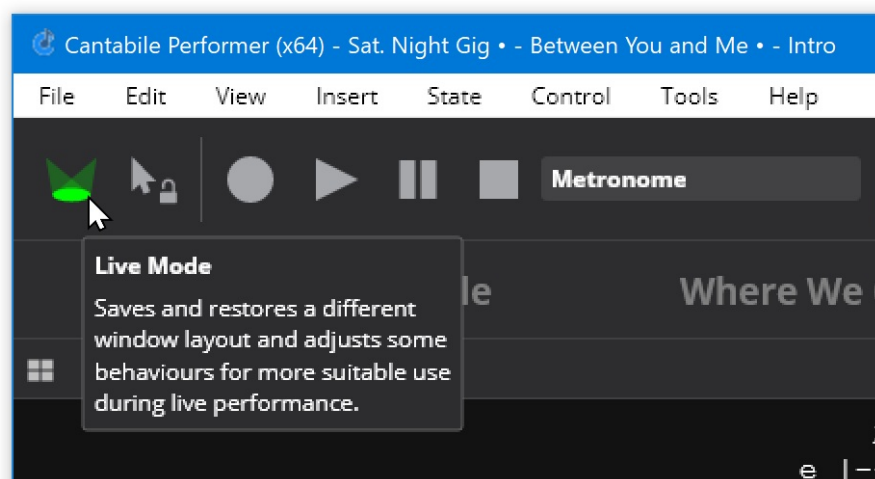 Cantabile Performer (x64) - Sat. Night Gig • - Between You and Me • - Intro
File Edit View Insert State Control Tools Help
Metronome
Live Mode
Saves and restores a different
window layout and adjusts some
behaviours for more suitable use
during live performance.
Where We
e |--